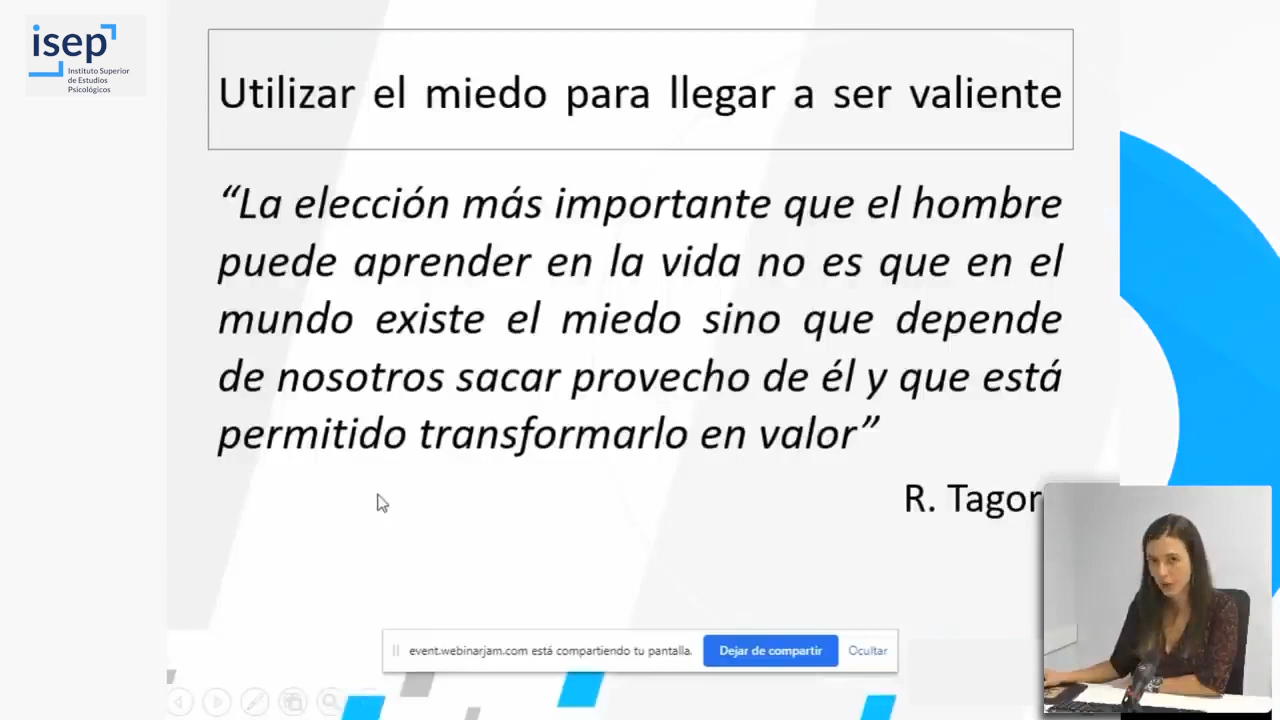 isep
Instituto Superior
de Estudios
Psicológicos
Utilizar el miedo para llegar a ser valiente
“La elección más importante que el hombre
puede aprender en la vida no es que en el
mundo existe el miedo sino que depende
de nosotros sacar provecho de él y que está
permitido transformarlo en valor”
R. Tagor
event.webinarjam.com está compartiendo tu pantalla.
Dejar de compartir
Ocultar